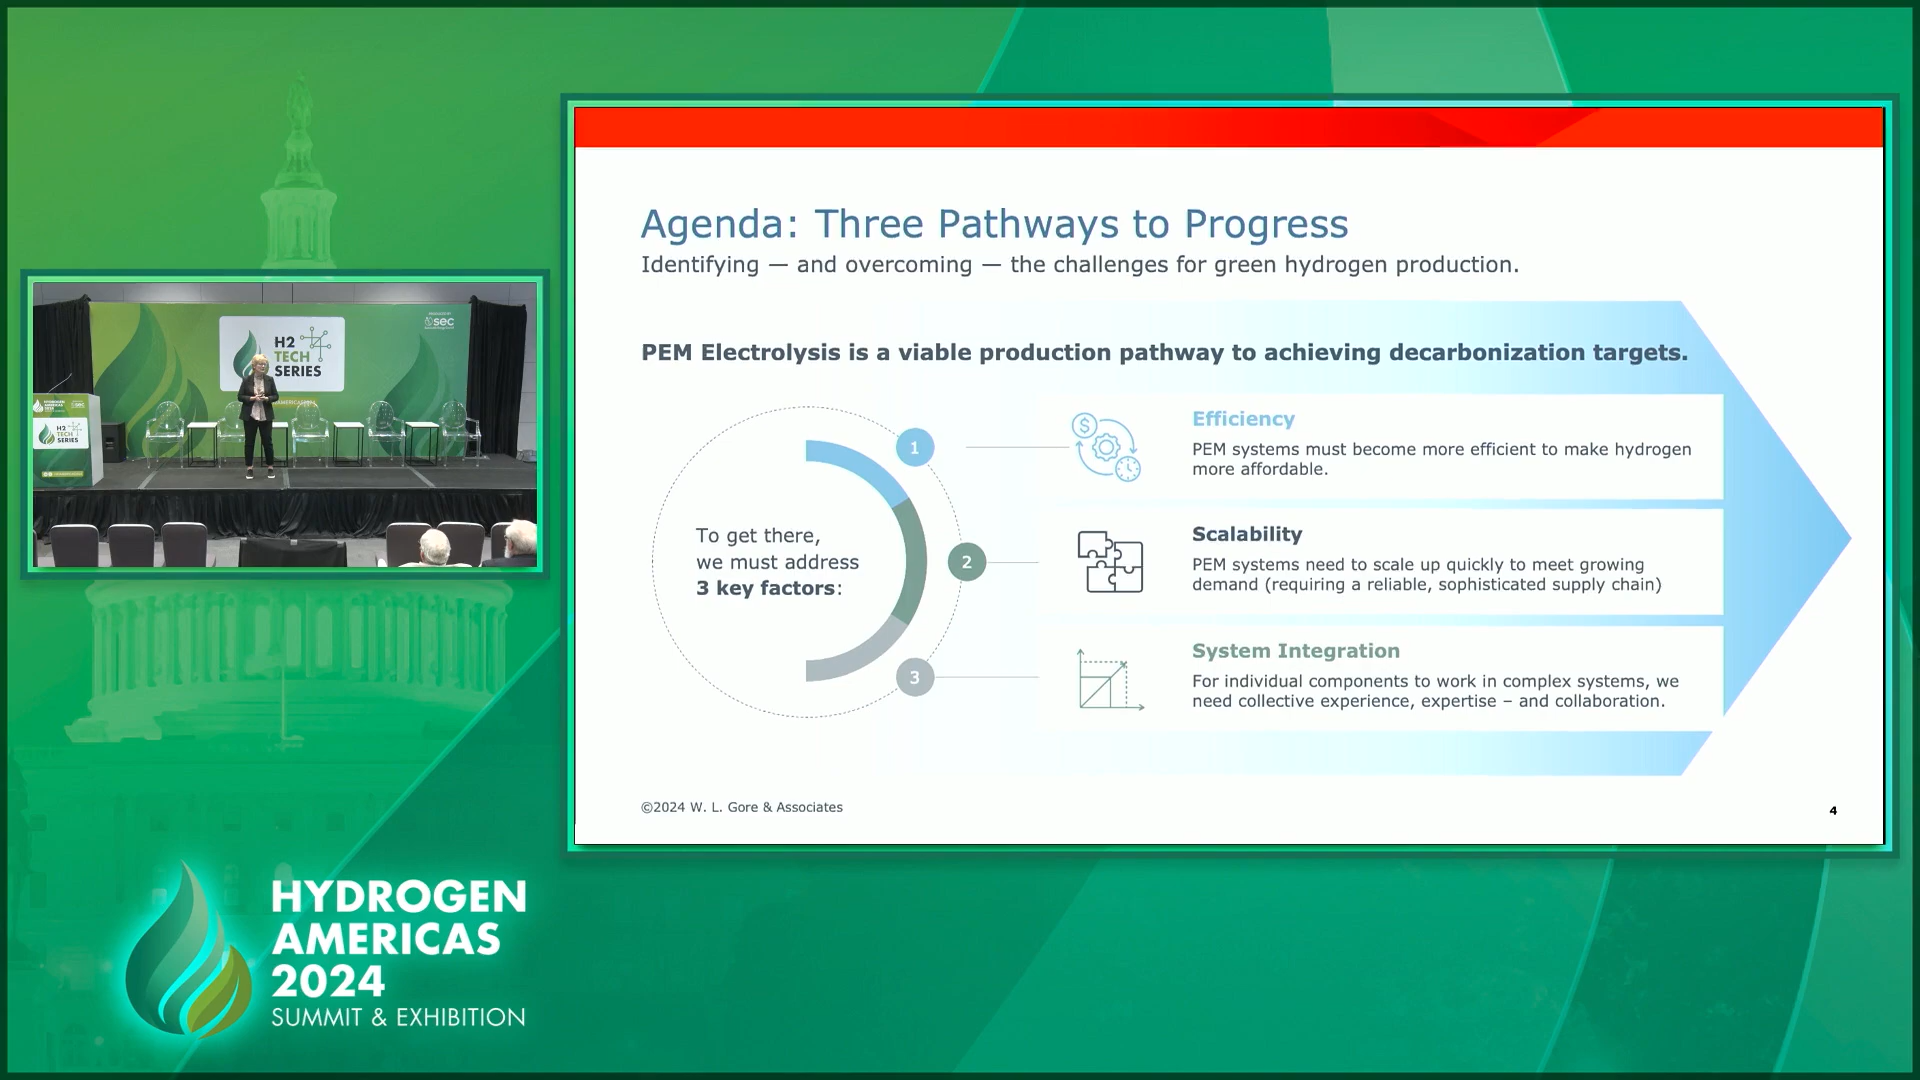 Agenda: Three Pathways to Progress
Identifying — and overcoming — the challenges for green hydrogen production.
PEM Electrolysis is a viable production pathway to achieving decarbonization targets.
To get there,
we must address
3 key factors:
1
Efficiency
PEM systems must become more efficient to make hydrogen
more affordable.
2
Scalability
PEM systems need to scale up quickly to meet growing
demand (requiring a reliable, sophisticated supply chain)
3
System Integration
For individual components to work in complex systems, we
need collective experience, expertise – and collaboration.
©2024 W. L. Gore & Associates
4
H2
TECH
SERIES
sec
H2
TECH
SERIES
HYDROGEN
AMERICAS
2024
SUMMIT & EXHIBITION